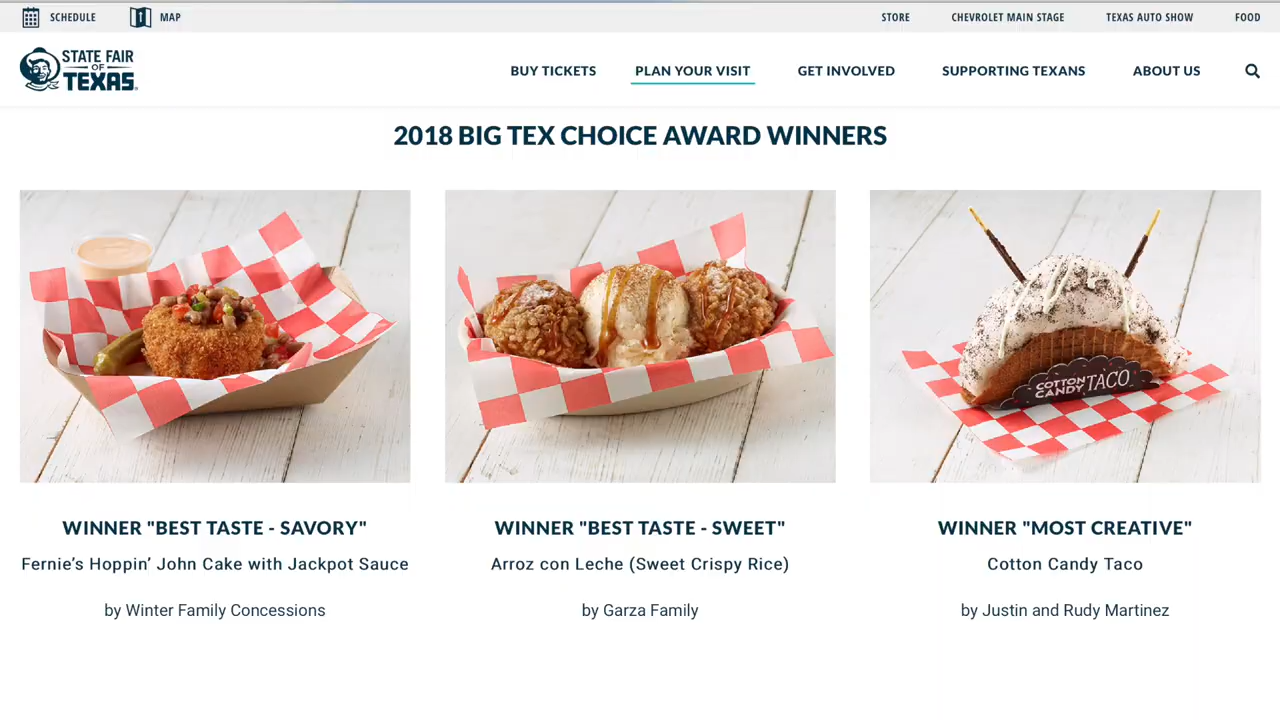 SCHEDULE
MAP
STORE
CHEVROLET MAIN STAGE
TEXAS AUTO SHOW
FOOD
STATE FAIR
OF
TEXAS
BUY TICKETS
PLAN YOUR VISIT
GET INVOLVED
SUPPORTING TEXANS
ABOUT US
2018 BIG TEX CHOICE AWARD WINNERS
COTTON
CANDY TACO
WINNER "BEST TASTE - SAVORY"
Fernie’s Hoppin’ John Cake with Jackpot Sauce
by Winter Family Concessions
WINNER "BEST TASTE - SWEET"
Arroz con Leche (Sweet Crispy Rice)
by Garza Family
WINNER "MOST CREATIVE"
Cotton Candy Taco
by Justin and Rudy Martinez